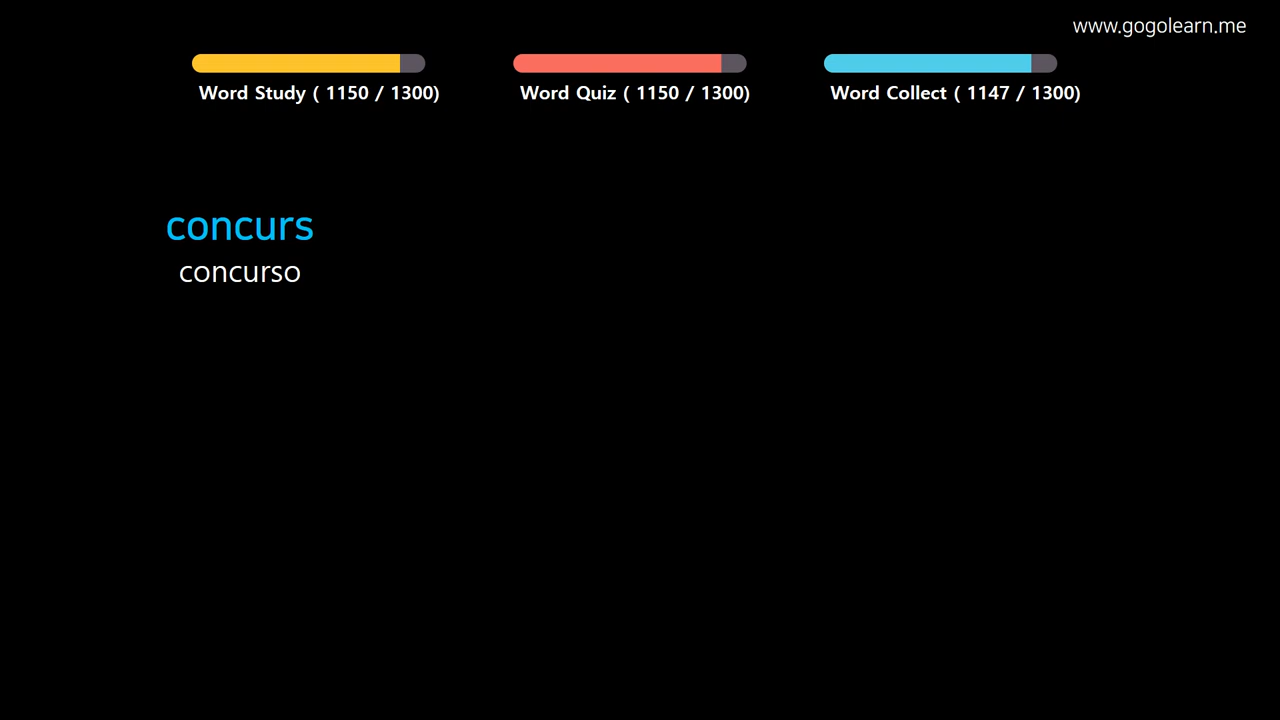 www.gogolearn.me
Word Study ( 1150 / 1300)
Word Quiz ( 1150 / 1300)
Word Collect ( 1147 / 1300)
concurs
concurso